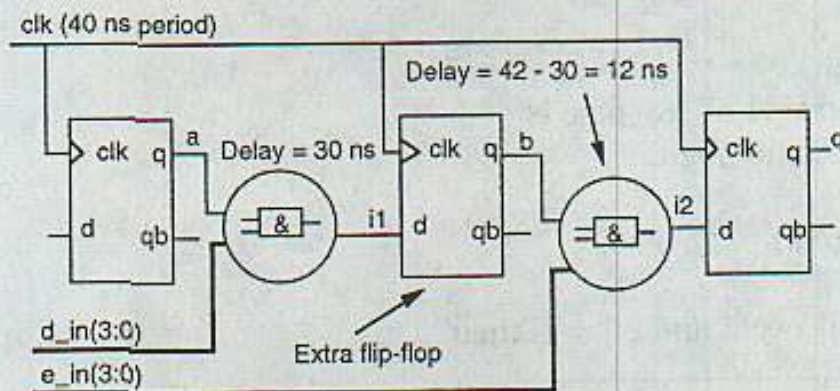 clk (40 ns period)
Delay = 42 - 30 = 12 ns
clk q
a
Delay = 30 ns
clk q
b
clk q
d qb
&
i1
d qb
&
i2
d qb
d_in(3:0)
e_in(3:0)
Extra flip-flop